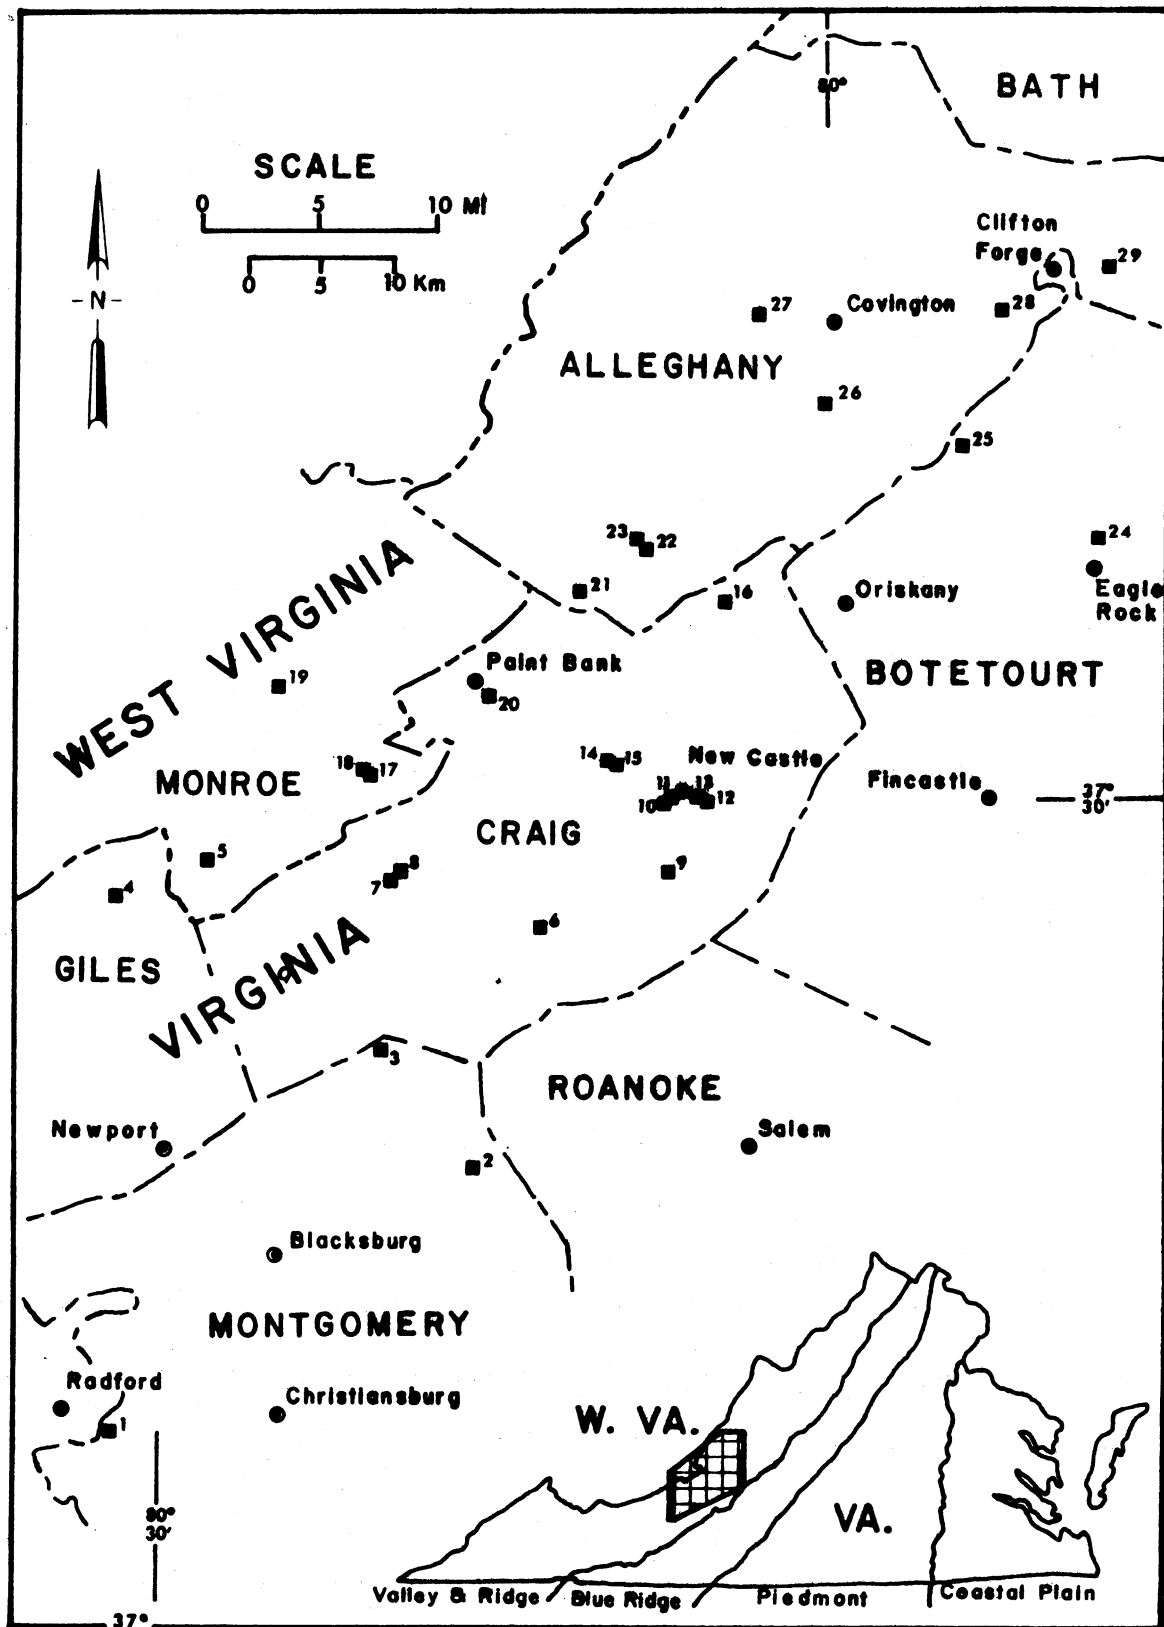 80°
BATH
SCALE
0 5 10 MI
0 5 10 Km
N
Clifton
Forge
29
28
27
Covington
ALLEGHANY
26
25
23
22
24
21
16
Oriskany
Eagle
Rock
WEST VIRGINIA
19
Paint Bank
20
BOTETOURT
14
15
New Castle
18
17
MONROE
11
13
10
12
Fincastle
37°
30'
CRAIG
5
8
7
9
4
6
GILES
VIRGINIA
3
ROANOKE
Newport
Salem
2
Blacksburg
MONTGOMERY
Radford
Christiansburg
1
W. VA.
80°
30'
VA.
Valley & Ridge
Blue Ridge
Piedmont
Coastal Plain
37°